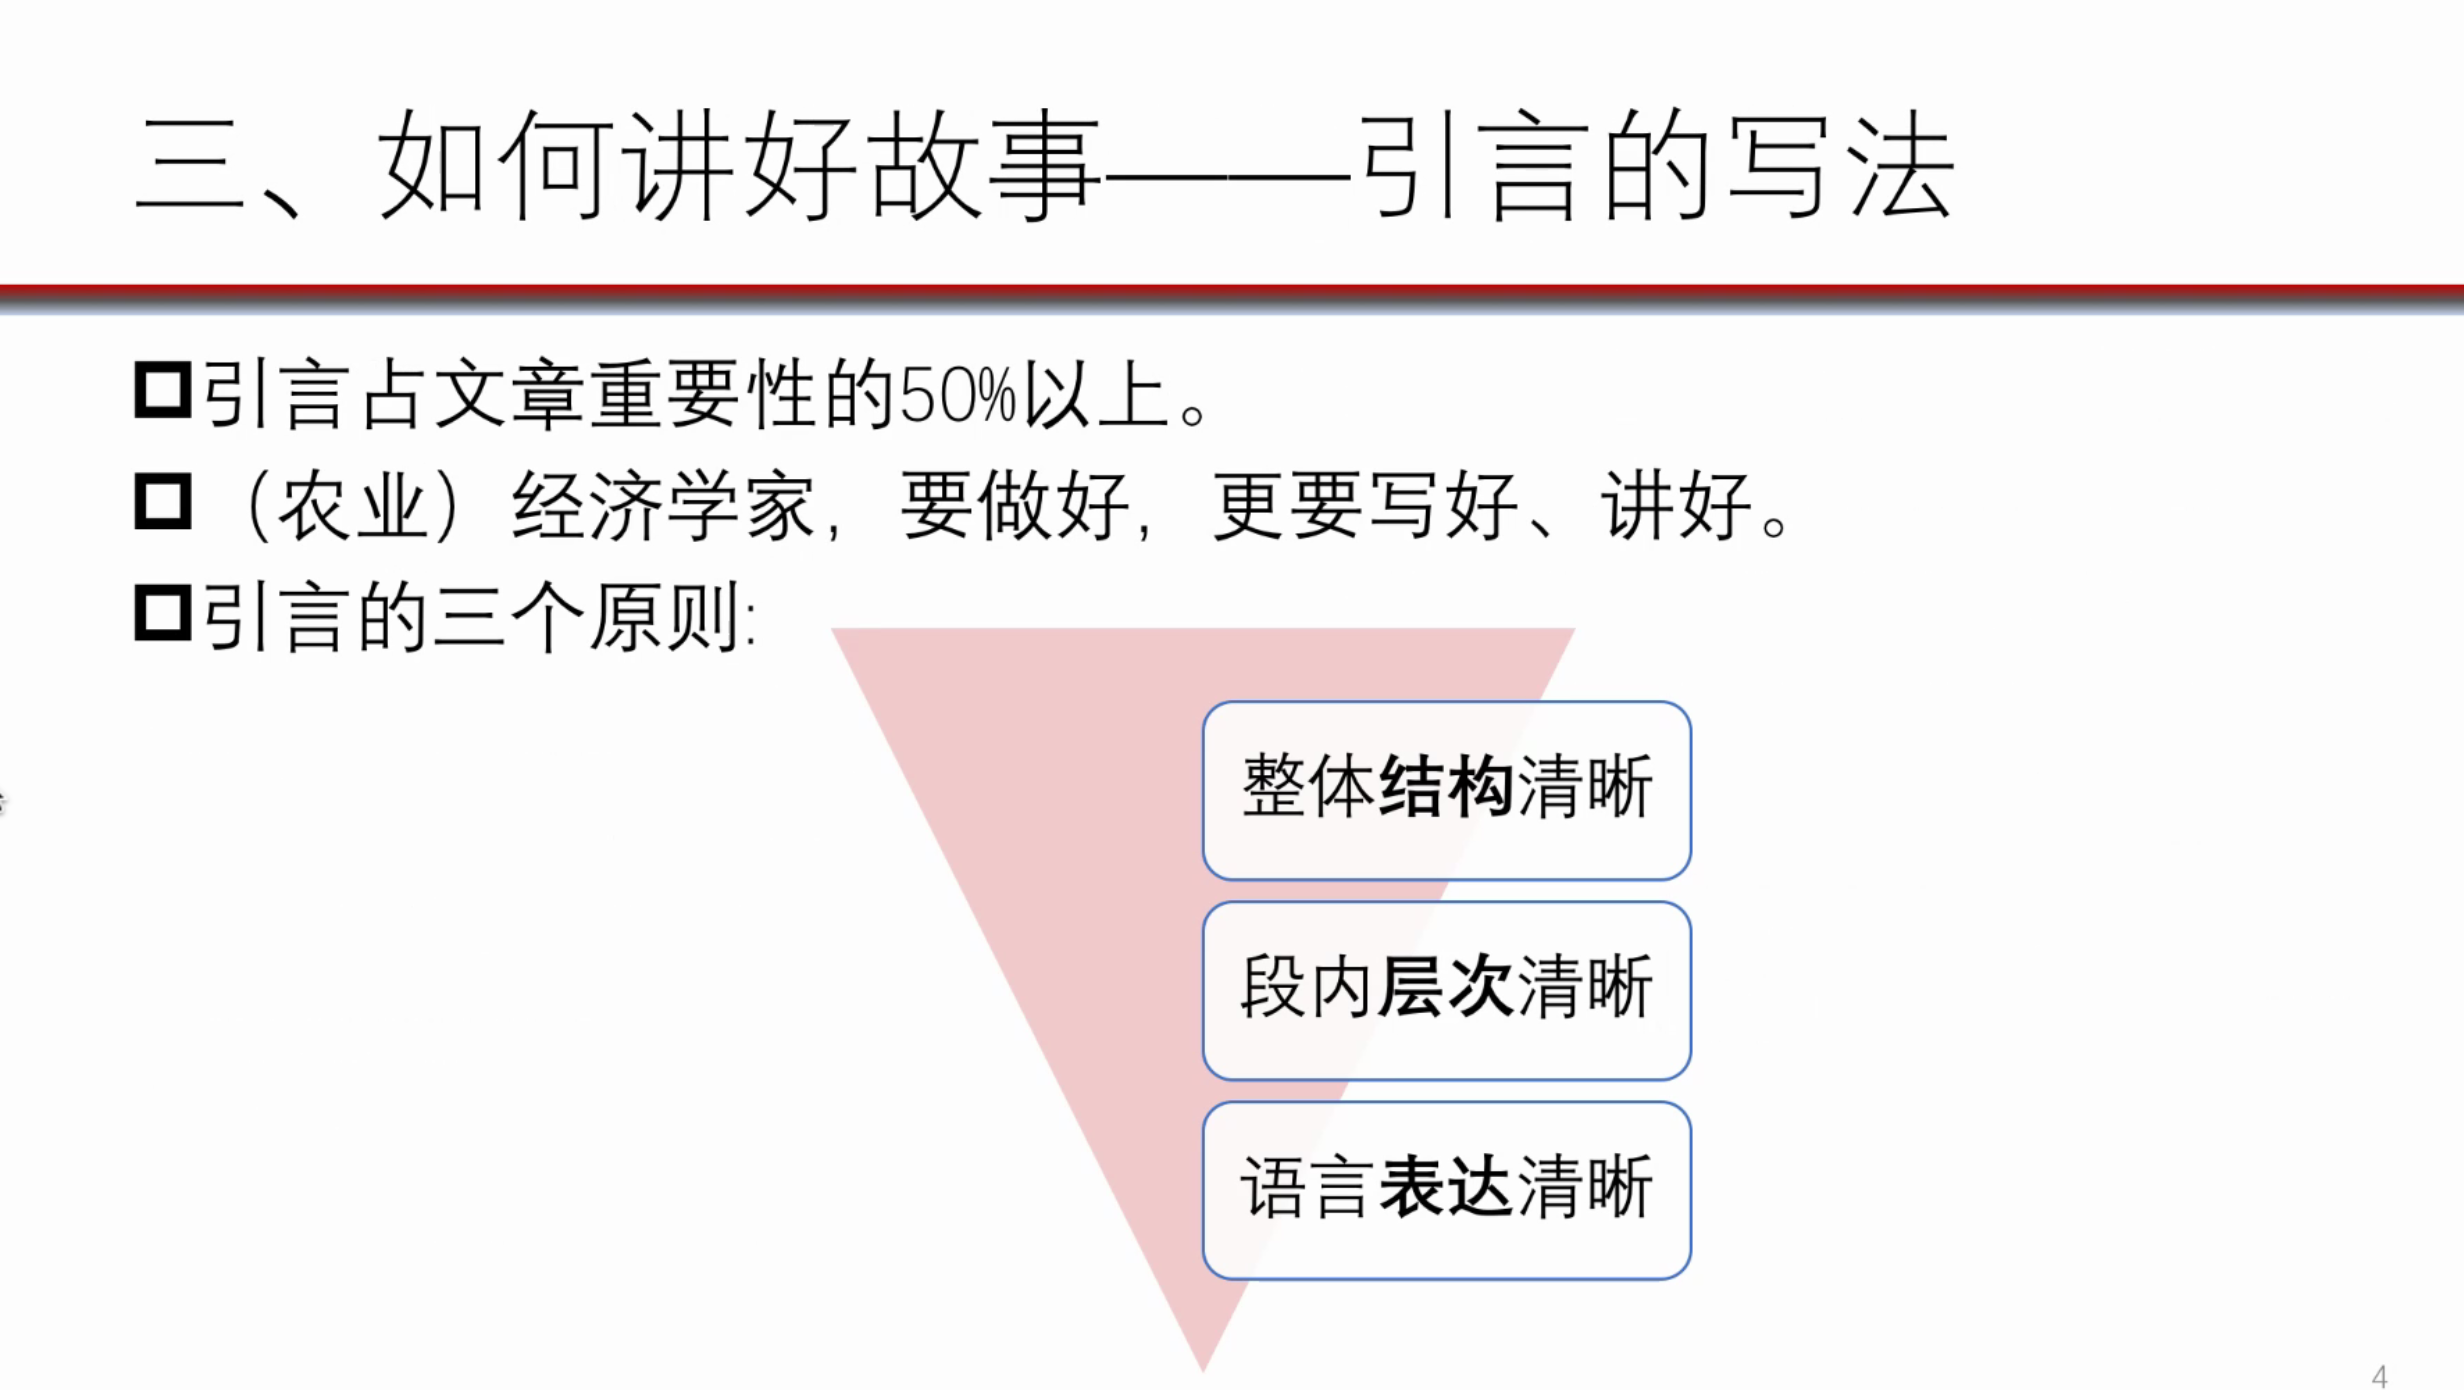 三、如何讲好故事——引言的写法
引言占文章重要性的50%以上。
（农业）经济学家，要做好，更要写好、讲好。
引言的三个原则:
整体结构清晰
段内层次清晰
语言表达清晰
4